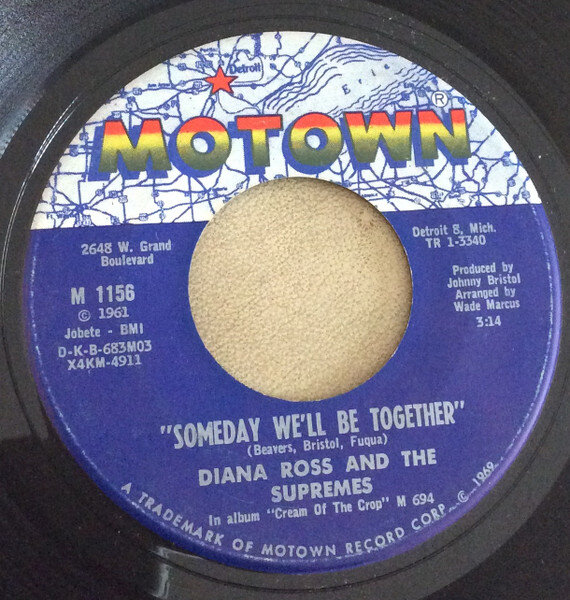 Detroit
Erie
MOTOWN®
2648 W. Grand
Boulevard
Detroit 8, Mich.
TR 1-3340
M 1156
© 1961
Jobete - BMI
D-K-B-683M03
X4KM-4911
Produced by
Johnny Bristol
Arranged by
Wade Marcus
3:14
"SOMEDAY WE'LL BE TOGETHER"
(Beavers, Bristol, Fuqua)
DIANA ROSS AND THE
SUPREMES
In album "Cream Of The Crop" M 694
A TRADEMARK OF MOTOWN RECORD CORP. © 1969